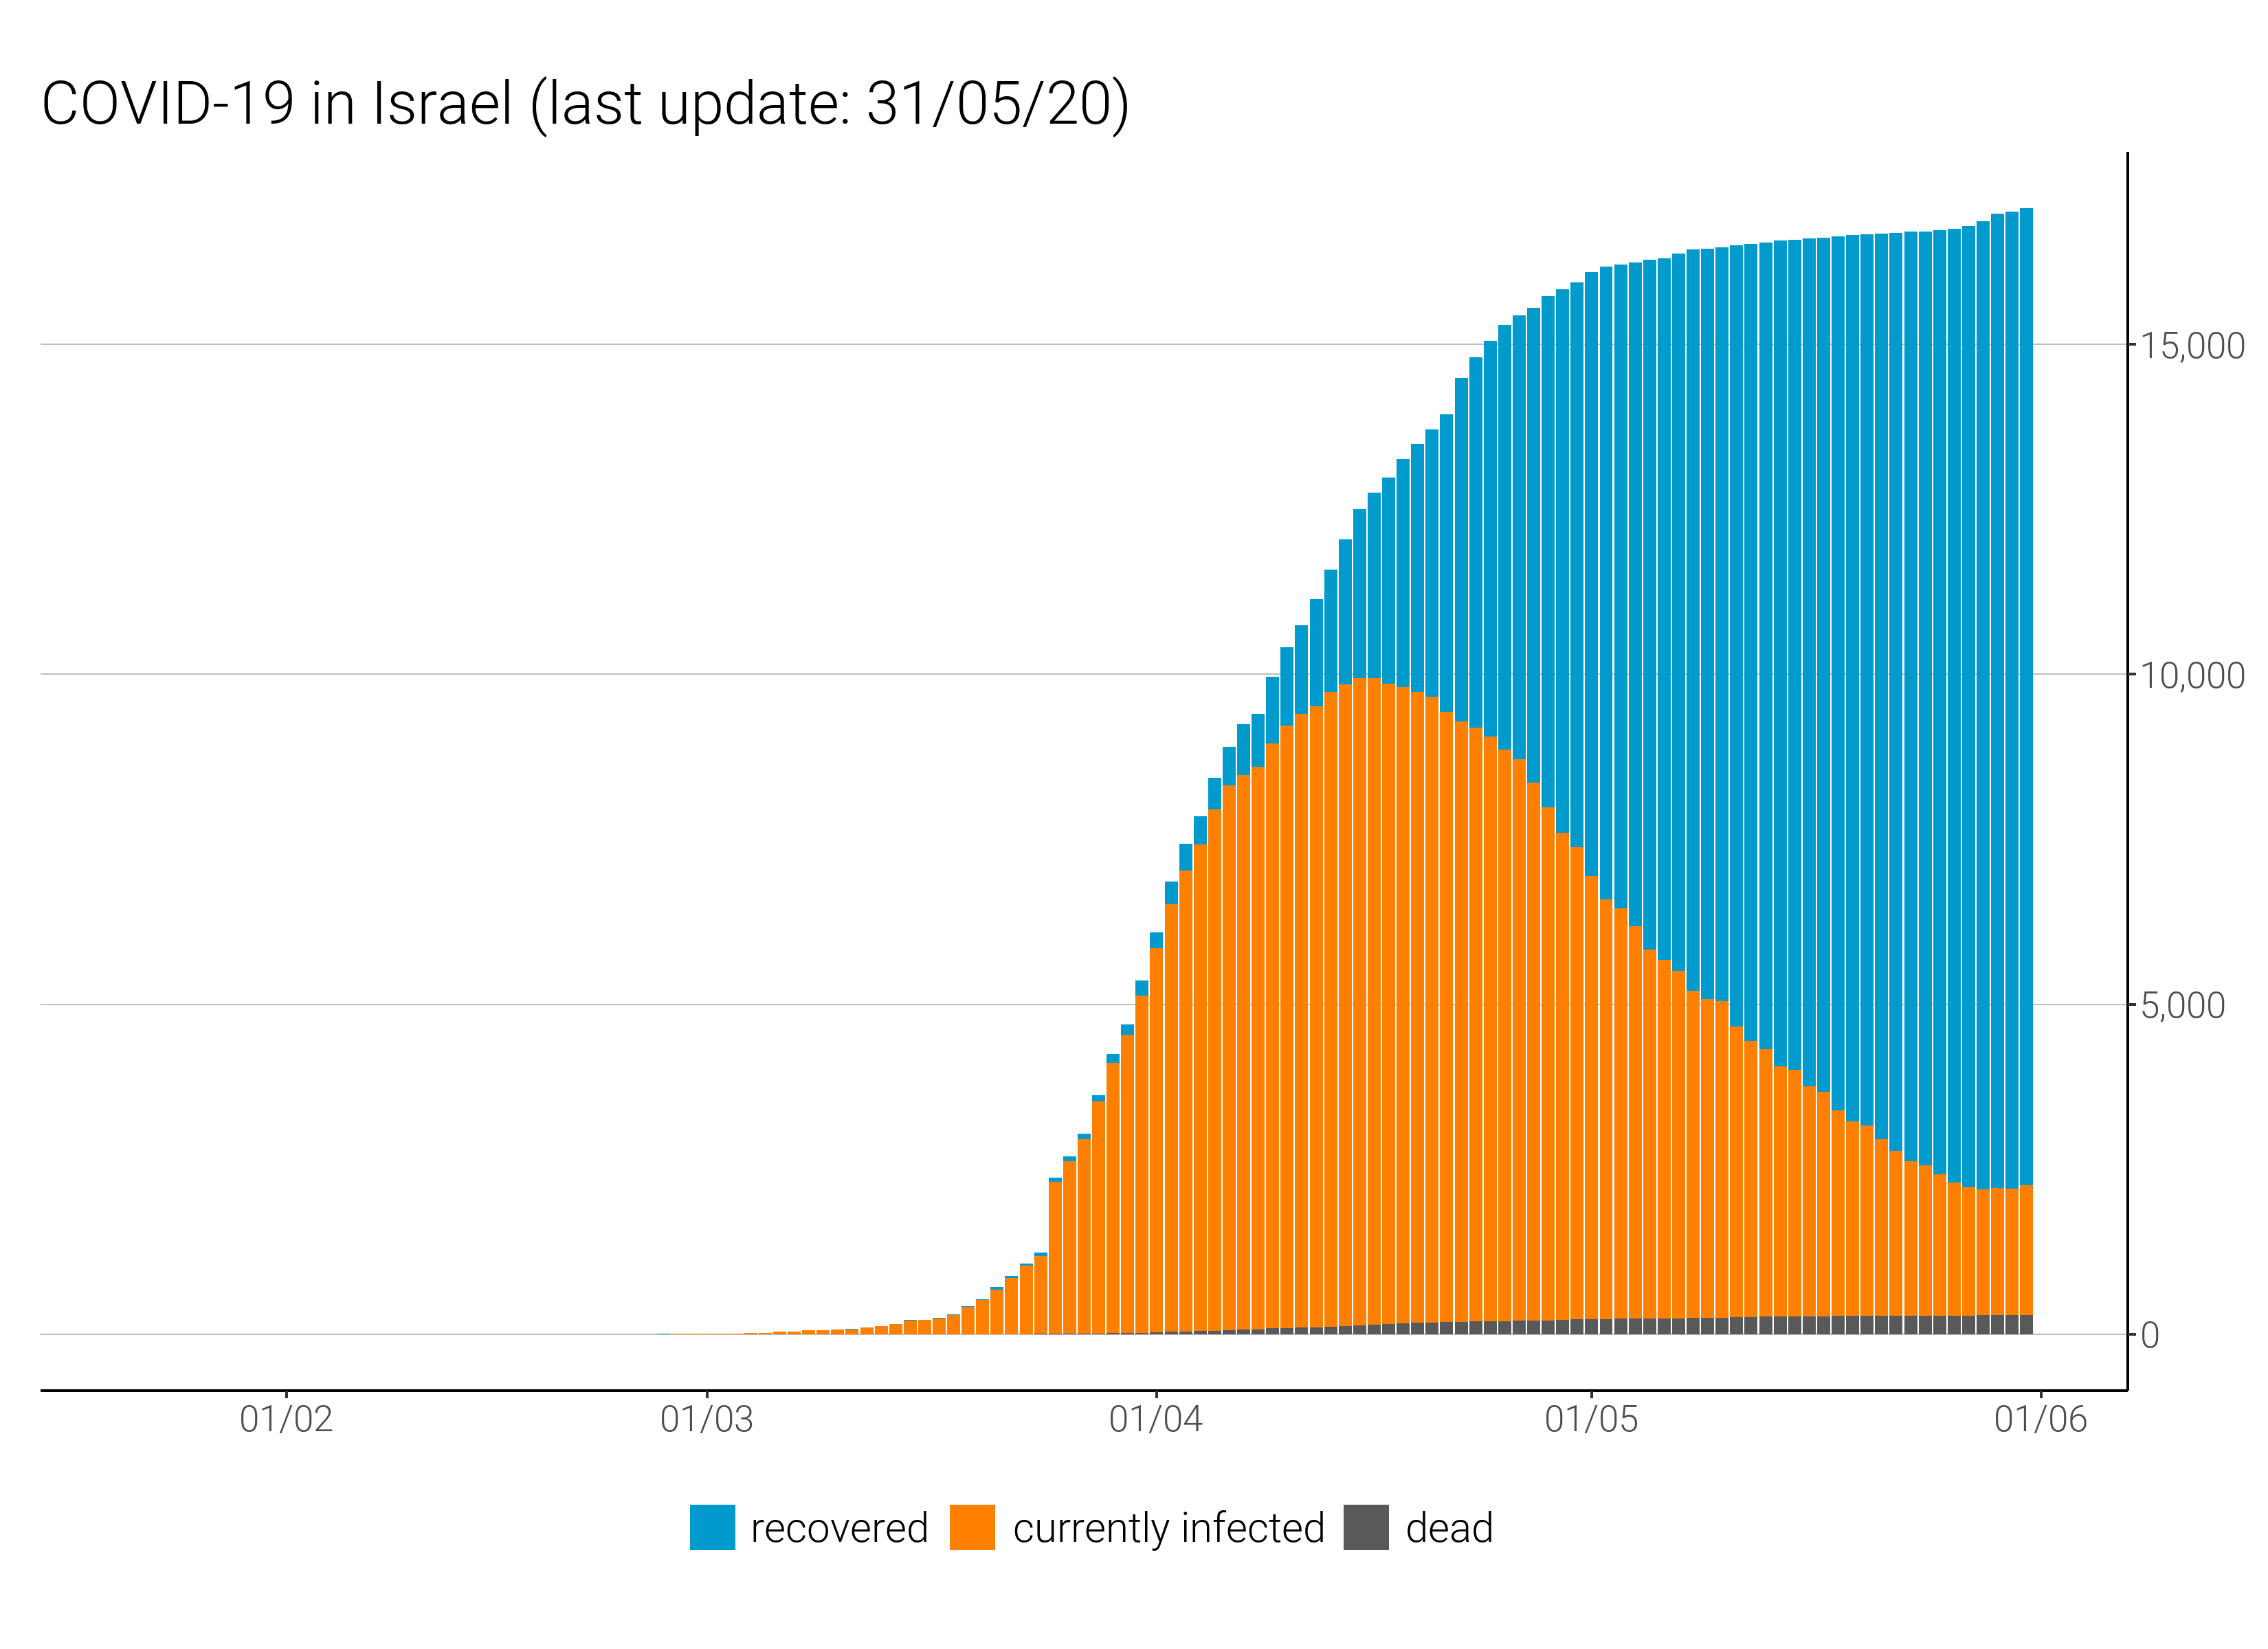 COVID-19 in Israel (last update: 31/05/20)
15,000
10,000
5,000
0
01/02 01/03 01/04 01/05 01/06
recovered currently infected dead